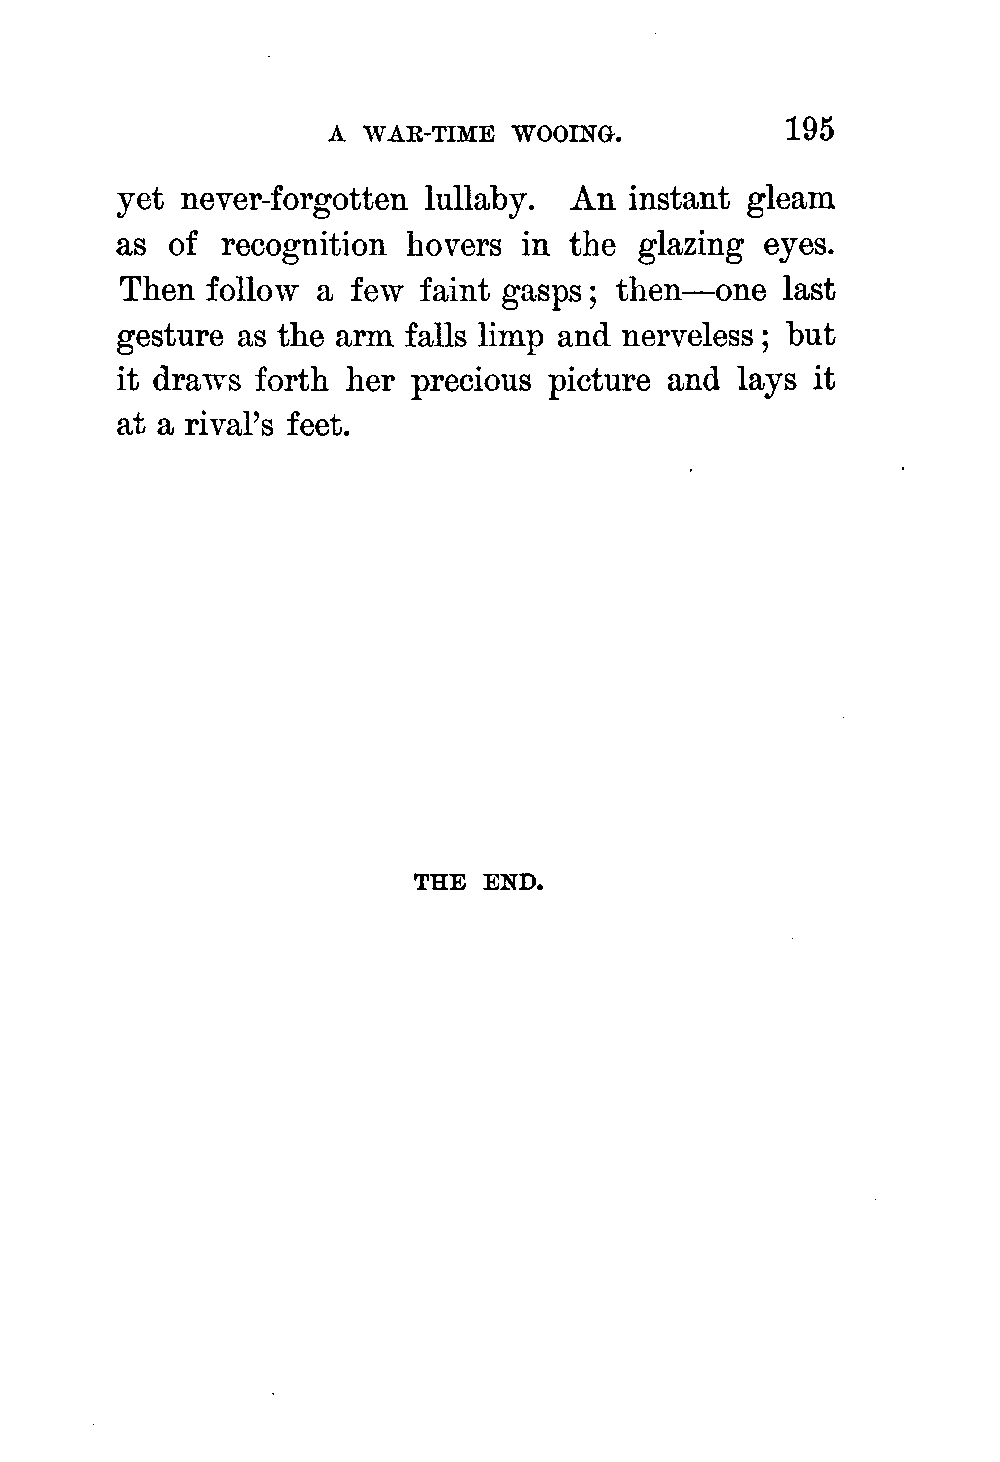 A WAR-TIME WOOING. 195
yet never-forgotten lullaby. An instant gleam
as of recognition hovers in the glazing eyes.
Then follow a few faint gasps; then—one last
gesture as the arm falls limp and nerveless; but
it draws forth her precious picture and lays it
at a rival's feet.
THE END.